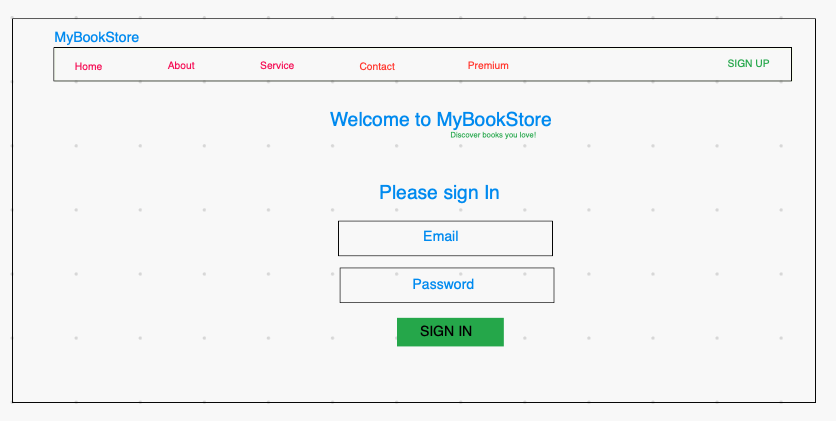 MyBookStore
Home About Service Contact Premium SIGN UP
Welcome to MyBookStore
Discover books you love!
Please sign In
Email
Password
SIGN IN